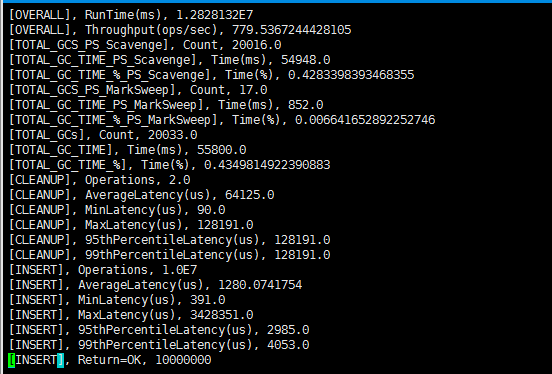 [OVERALL], RunTime(ms), 1.2828132E7
[OVERALL], Throughput(ops/sec), 779.5367244428105
[TOTAL_GCS_PS_Scavenge], Count, 20016.0
[TOTAL_GC_TIME_PS_Scavenge], Time(ms), 54948.0
[TOTAL_GC_TIME_%_PS_Scavenge], Time(%), 0.4283398393468355
[TOTAL_GCS_PS_MarkSweep], Count, 17.0
[TOTAL_GC_TIME_PS_MarkSweep], Time(ms), 852.0
[TOTAL_GC_TIME_%_PS_MarkSweep], Time(%), 0.006641652892252746
[TOTAL_GCs], Count, 20033.0
[TOTAL_GC_TIME], Time(ms), 55800.0
[TOTAL_GC_TIME_%], Time(%), 0.4349814922390883
[CLEANUP], Operations, 2.0
[CLEANUP], AverageLatency(us), 64125.0
[CLEANUP], MinLatency(us), 90.0
[CLEANUP], MaxLatency(us), 128191.0
[CLEANUP], 95thPercentileLatency(us), 128191.0
[CLEANUP], 99thPercentileLatency(us), 128191.0
[INSERT], Operations, 1.0E7
[INSERT], AverageLatency(us), 1280.0741754
[INSERT], MinLatency(us), 391.0
[INSERT], MaxLatency(us), 3428351.0
[INSERT], 95thPercentileLatency(us), 2985.0
[INSERT], 99thPercentileLatency(us), 4053.0
[INSERT], Return=OK, 10000000